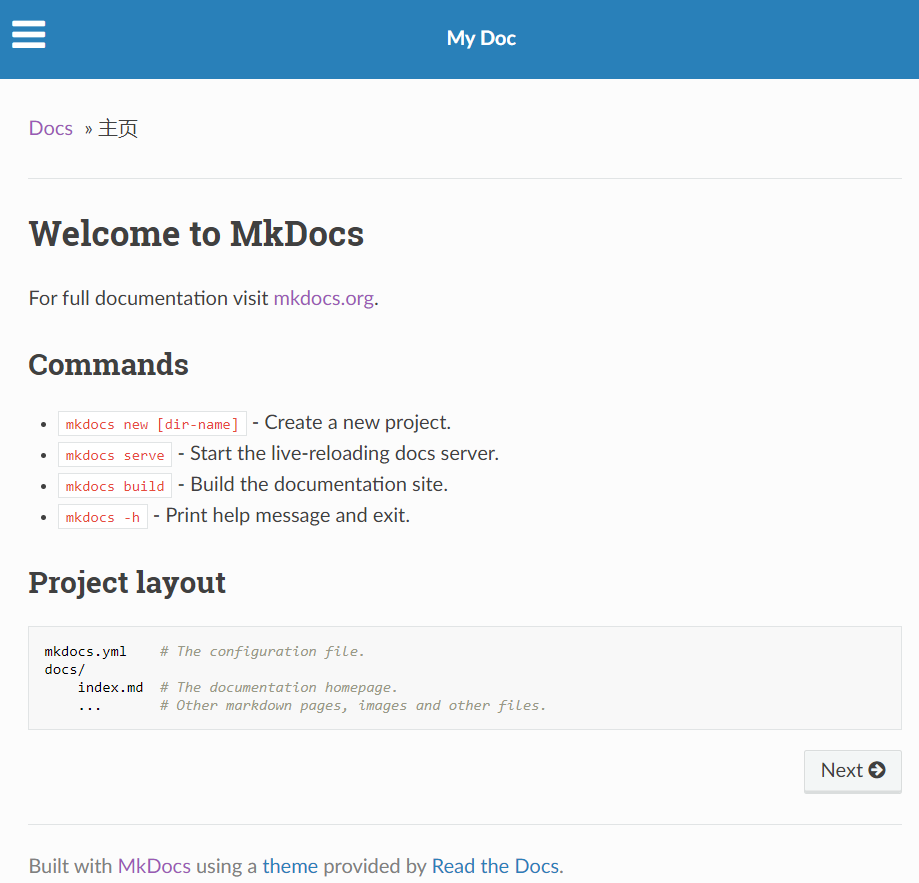 My Doc
Docs » 主页
Welcome to MkDocs
For full documentation visit mkdocs.org.
Commands
mkdocs new [dir-name] - Create a new project.
mkdocs serve - Start the live-reloading docs server.
mkdocs build - Build the documentation site.
mkdocs -h - Print help message and exit.
Project layout
mkdocs.yml    # The configuration file.
docs/
    index.md  # The documentation homepage.
    ...       # Other markdown pages, images and other files.
Next
Built with MkDocs using a theme provided by Read the Docs.